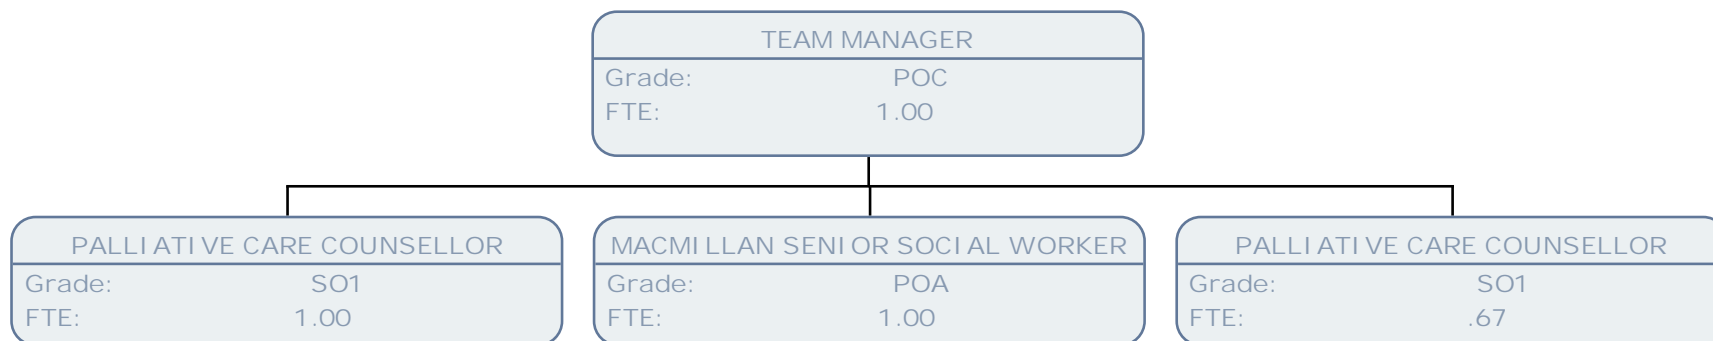 TEAM MANAGER
Grade: POC
FTE: 1.00
PALLIATIVE CARE COUNSELLOR
Grade: SO1
FTE: 1.00
MACMILLAN SENIOR SOCIAL WORKER
Grade: POA
FTE: 1.00
PALLIATIVE CARE COUNSELLOR
Grade: SO1
FTE: .67